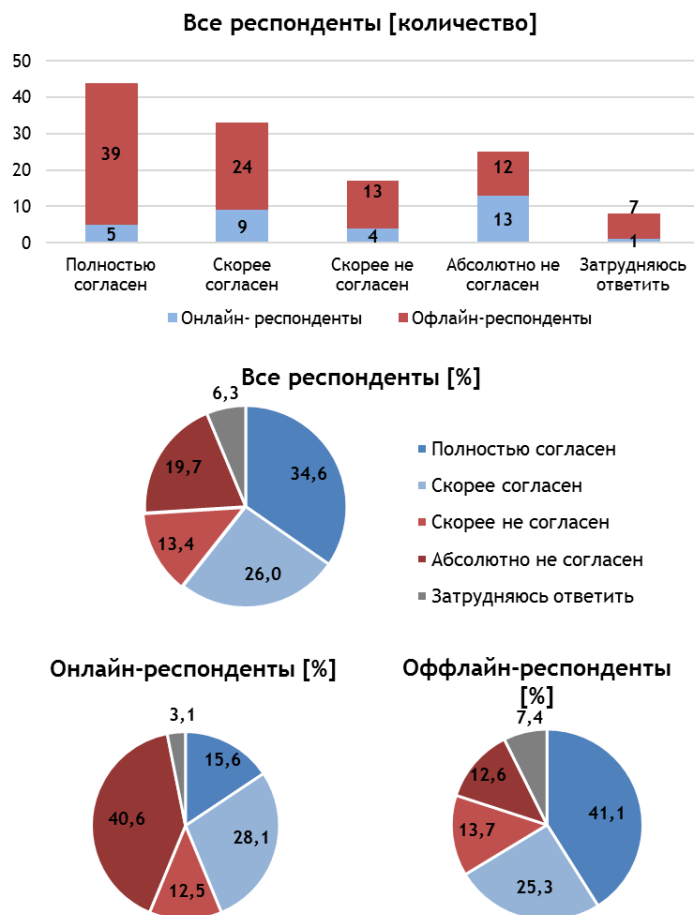 Все респонденты [количество]
50
40
30
20
10
0
39
5
24
9
13
4
12
13
7
1
Полностью согласен
Скорее согласен
Скорее не согласен
Абсолютно не согласен
Затрудняюсь ответить
Онлайн- респонденты
Офлайн-респонденты
Все респонденты [%]
6,3
34,6
19,7
13,4
26,0
Полностью согласен
Скорее согласен
Скорее не согласен
Абсолютно не согласен
Затрудняюсь ответить
Онлайн-респонденты [%]
3,1
15,6
40,6
28,1
12,5
Оффлайн-респонденты
[%]
7,4
12,6
41,1
13,7
25,3